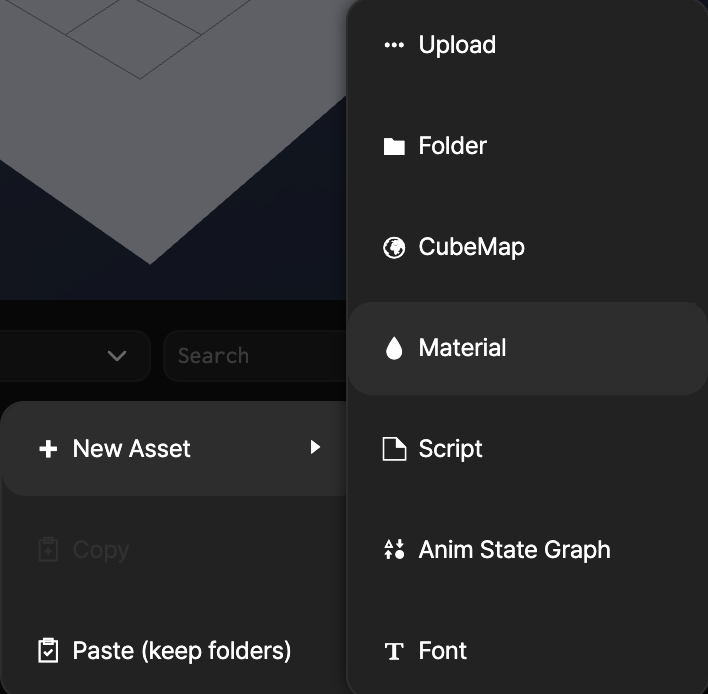 Upload
Folder
CubeMap
Material
Script
Anim State Graph
Font
Search
New Asset
Copy
Paste (keep folders)